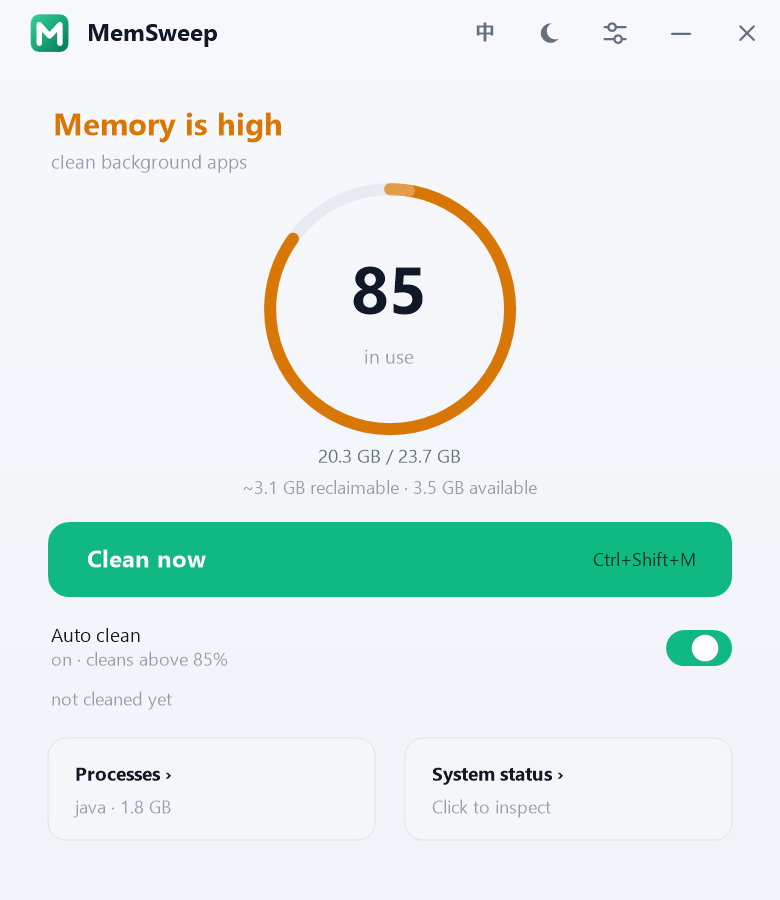 MemSweep
中
Memory is high
clean background apps
85
in use
20.3 GB / 23.7 GB
~3.1 GB reclaimable · 3.5 GB available
Clean now
Ctrl+Shift+M
Auto clean
on · cleans above 85%
not cleaned yet
Processes ›
java · 1.8 GB
System status ›
Click to inspect